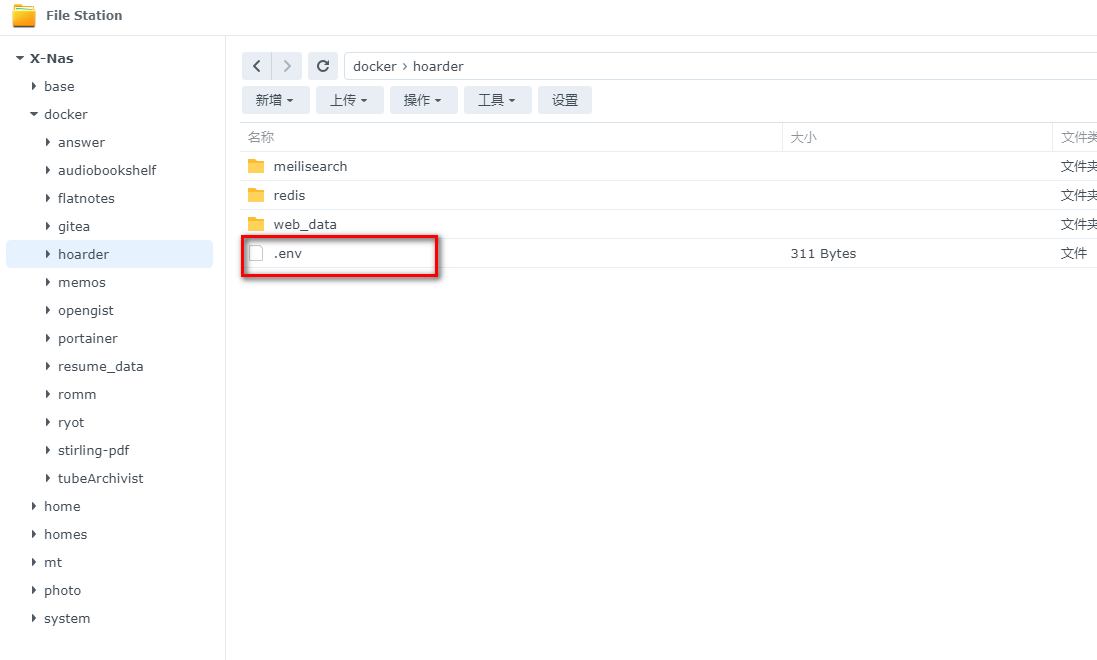 File Station
X-Nas
base
docker
answer
audiobookshelf
flatnotes
gitea
hoarder
memos
opengist
portainer
resume_data
romm
ryot
stirling-pdf
tubeArchivist
home
homes
mt
photo
system
docker › hoarder
新增 上传 操作 工具 设置
名称 大小 文件类
meilisearch 文件夹
redis 文件夹
web_data 文件夹
.env 311 Bytes 文件